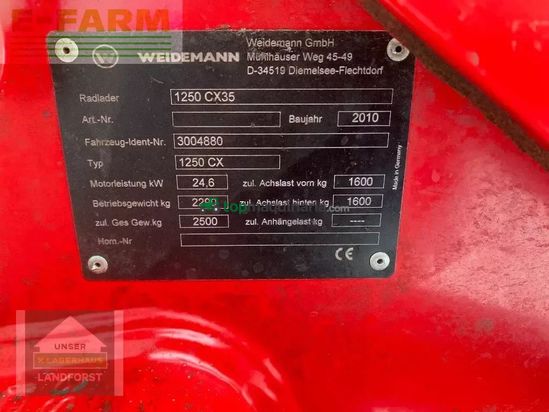 E-FARM
WEIDEMANN
Weidemann GmbH
Mühlhäuser Weg 45-49
D-34519 Diemelsee-Flechtdorf
Radlader 1250 CX35
Art.-Nr. Baujahr 2010
Fahrzeug-Ident-Nr. 3004880
Typ 1250 CX
Motorleistung kW 24,6 zul. Achslast vorn kg 1600
Betriebsgewicht kg zul. Achslast hinten kg 1600
zul. Ges Gew.kg 2500 zul. Anhängelast kg ----
Hom.-Nr
CE
Made in Germany
topmaquinaria.com
UNSER
X LAGERHAUS
LANDFORST